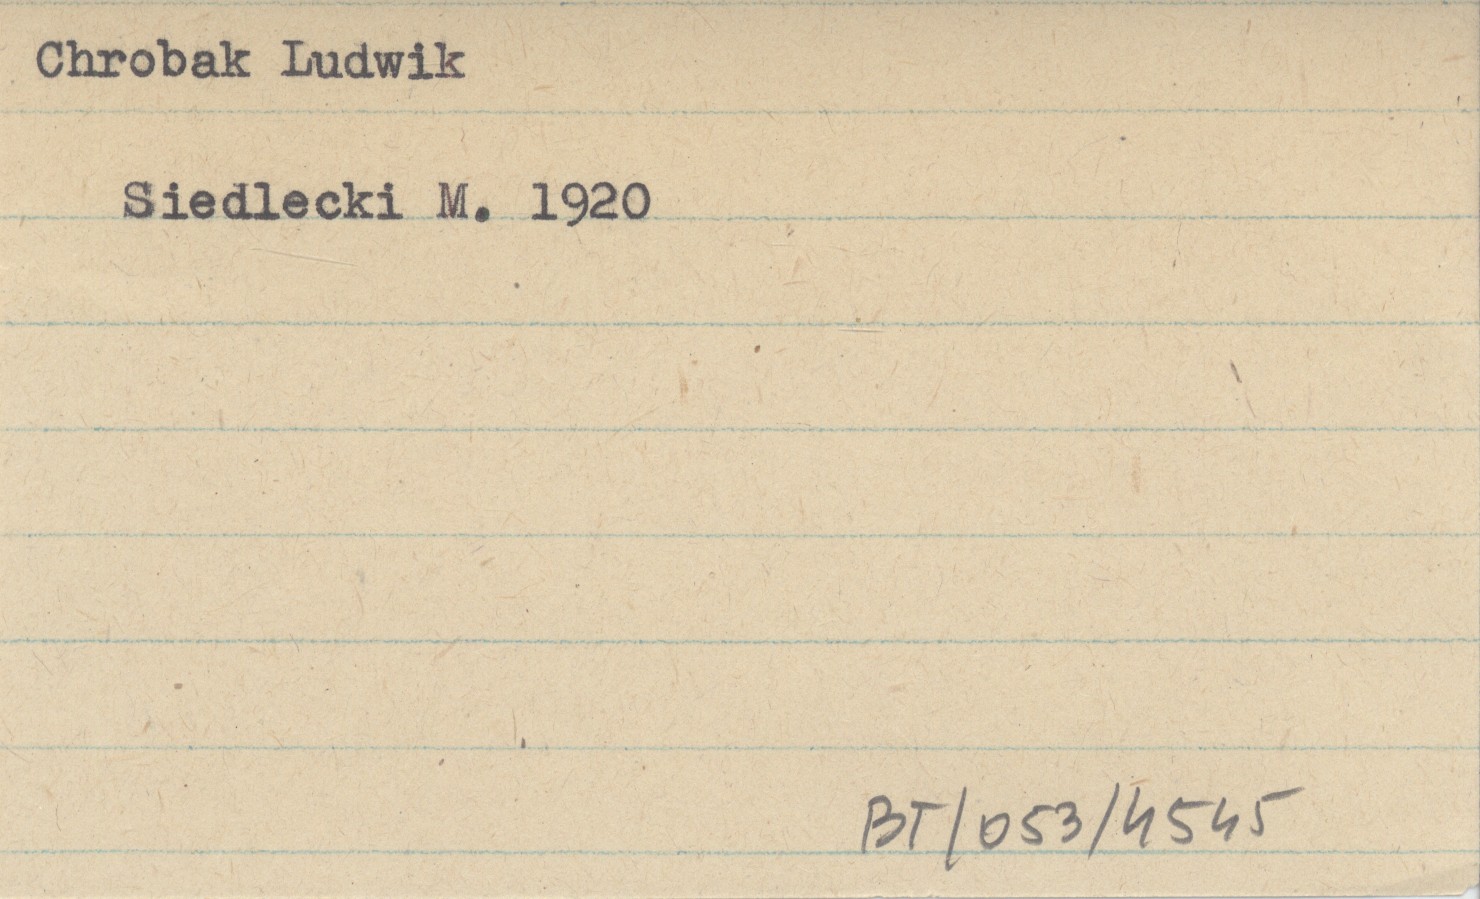 Chrobak Ludwik
Siedlecki M. 1920
BT/053/4545